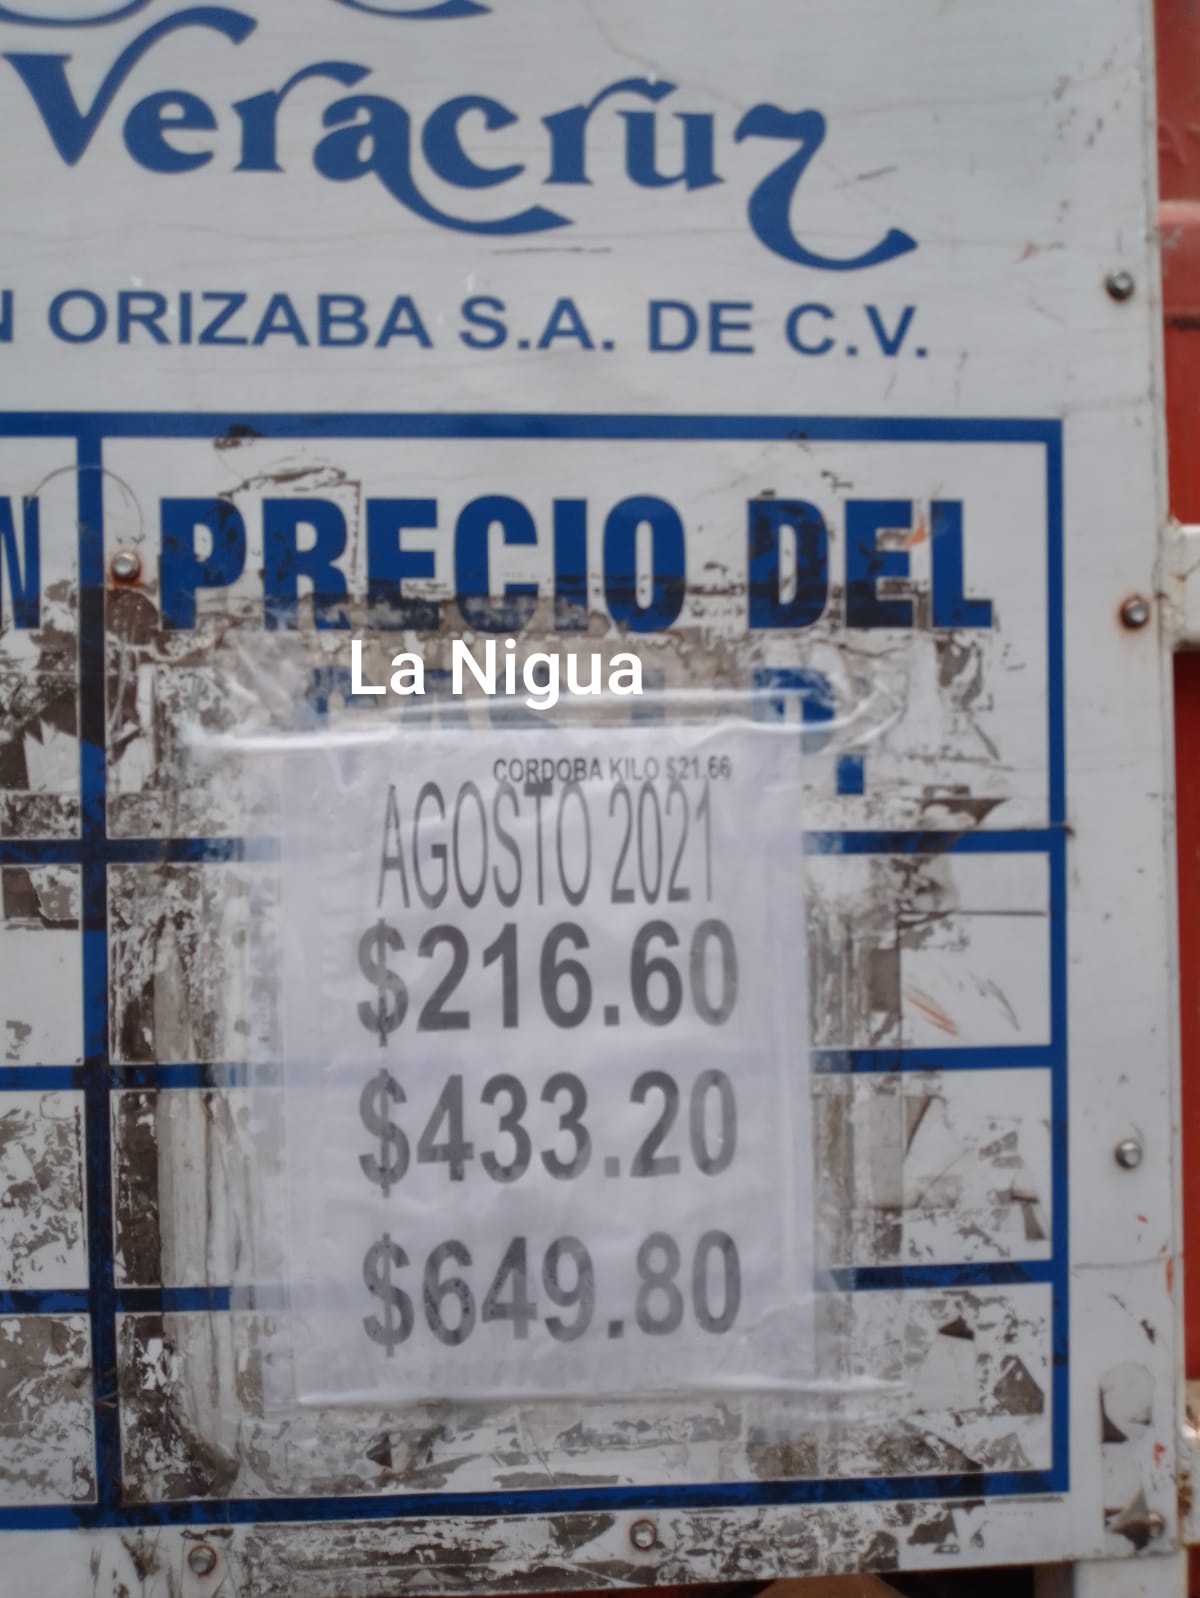 Veracruz
N ORIZABA S.A. DE C.V.
N
PRECIO DEL
La Nigua
CORDOBA KILO $21.66
AGOSTO 2021
$216.60
$433.20
$649.80